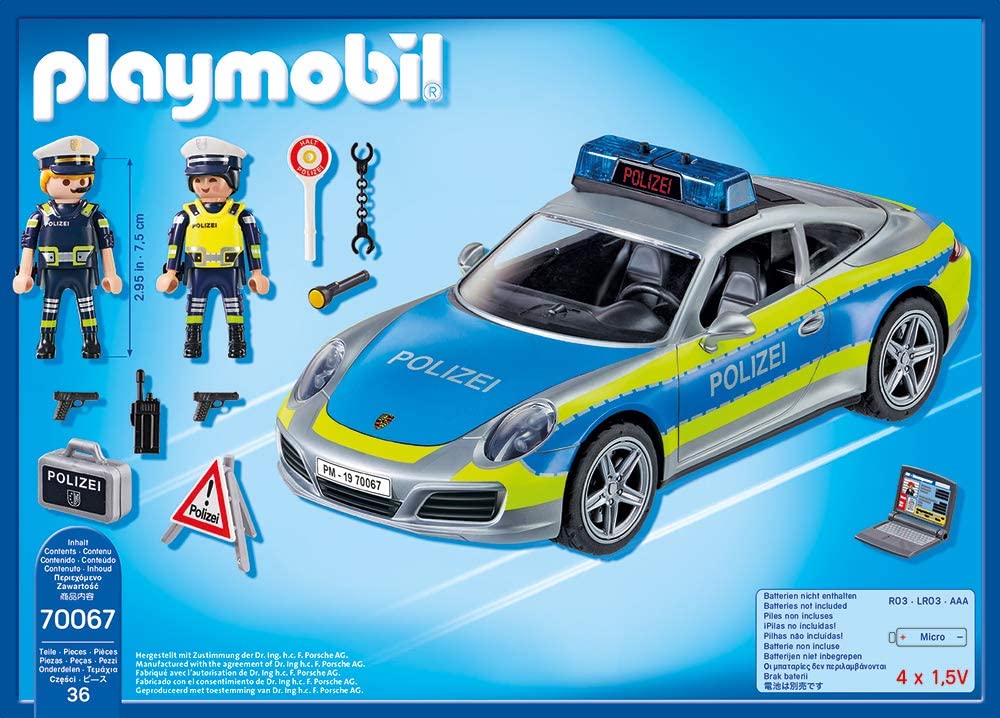 playmobil®
POLIZEI
POLIZEI
2.95 in - 7,5 cm
HALT
POLIZEI
POLIZEI
POLIZEI
POLIZEI
PM - 19 70067
POLIZEI
Polizei
Inhalt
Contents · Contenu
Contenido · Conteúdo
Contenuto · Inhoud
Περιεχόμενο
Zawartość
商品内容
70067
Teile · Pieces · Pièces
Piezas · Peças · Pezzi
Onderdelen · Τεμάχια
Części · ピース
36
Hergestellt mit Zustimmung der Dr. Ing. h.c. F. Porsche AG.
Manufactured with the agreement of Dr. Ing h.c. F. Porsche AG.
Fabriqué avec l'autorisation de Dr. Ing h.c. F. Porsche AG.
Fabricado con el consentimiento de Dr. Ing h.c. F. Porsche AG.
Geproduceerd met toestemming van Dr. Ing h.c. F. Porsche AG.
Batterien nicht enthalten
Batteries not included
Piles non incluses
¡Pilas no incluidas!
Pilhas não incluídas!
Batterie non incluse
Batterijen niet inbegrepen
Οι μπαταρίες δεν περιλαμβάνονται
Brak baterii
電池は別売です
R03 · LR03 · AAA
+ Micro –
4 x 1,5V